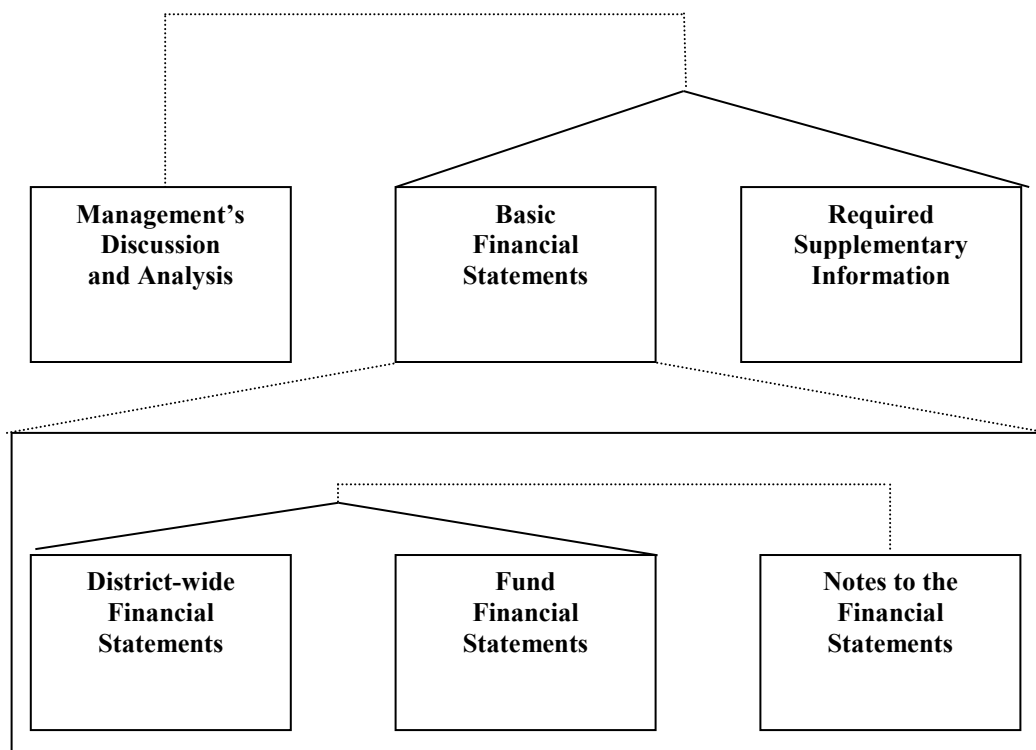 Management’s
Discussion
and Analysis
Basic
Financial
Statements
Required
Supplementary
Information
District-wide
Financial
Statements
Fund
Financial
Statements
Notes to the
Financial
Statements